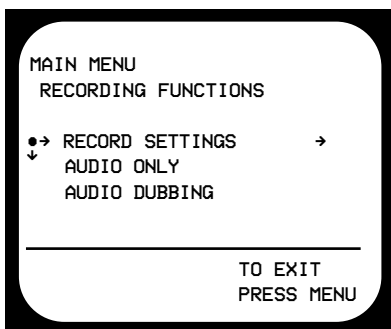 MAIN MENU
RECORDING FUNCTIONS
RECORD SETTINGS
AUDIO ONLY
AUDIO DUBBING
TO EXIT
PRESS MENU